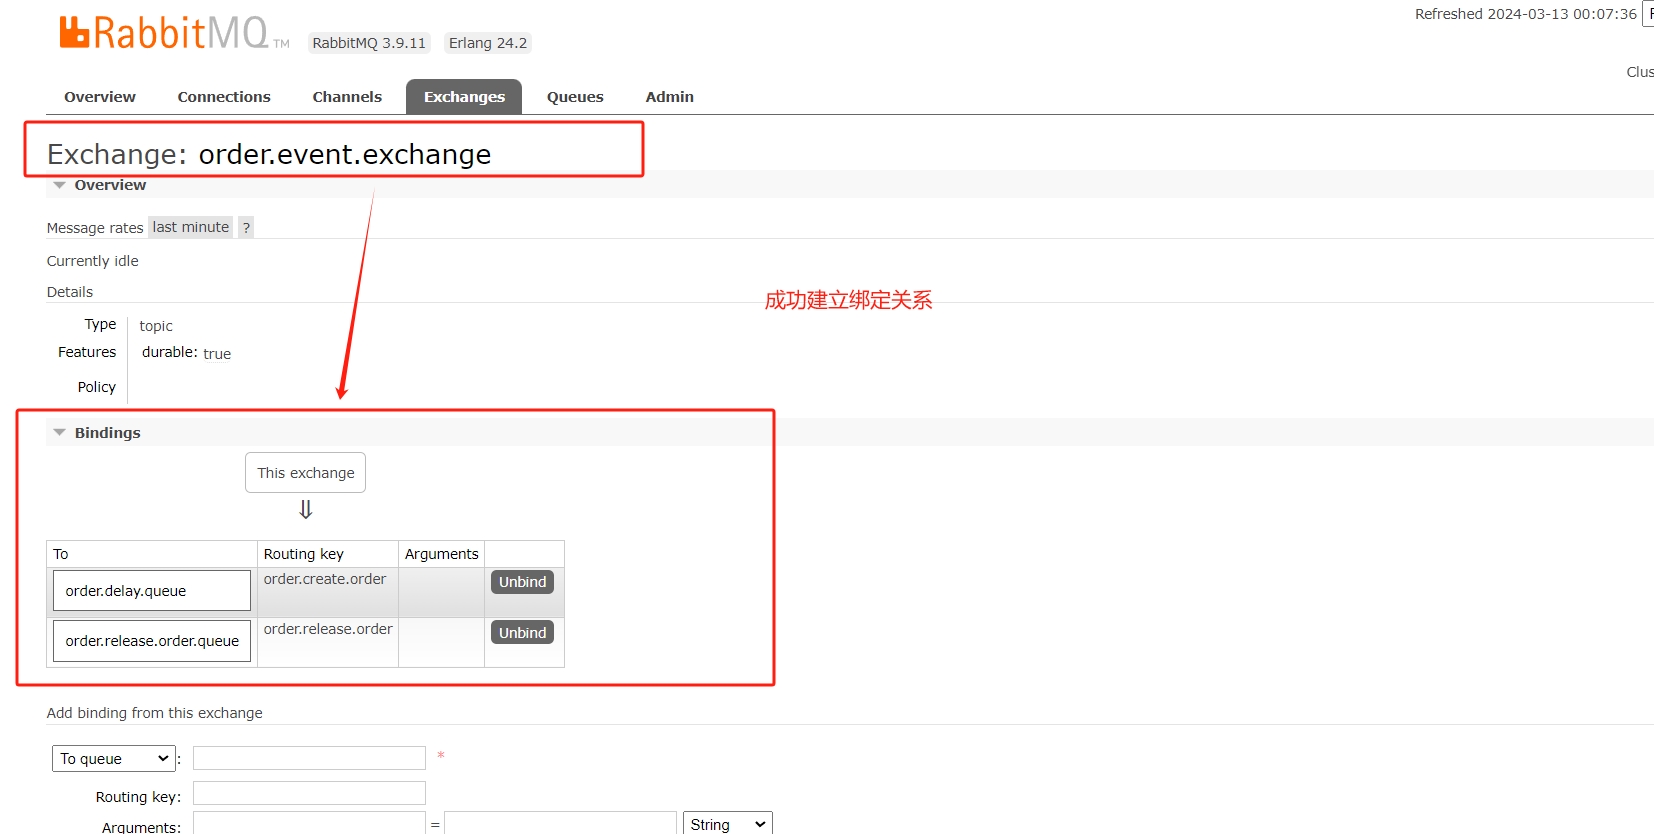 Refreshed 2024-03-13 00:07:36
RabbitMQ TM RabbitMQ 3.9.11 Erlang 24.2
Clus
Overview Connections Channels Exchanges Queues Admin
Exchange: order.event.exchange
Overview
Message rates last minute ?
Currently idle
Details
成功建立绑定关系
Type topic
Features durable: true
Policy
Bindings
This exchange
⇓
To Routing key Arguments
order.delay.queue order.create.order Unbind
order.release.order.queue order.release.order Unbind
Add binding from this exchange
To queue : *
Routing key:
Arguments: = String